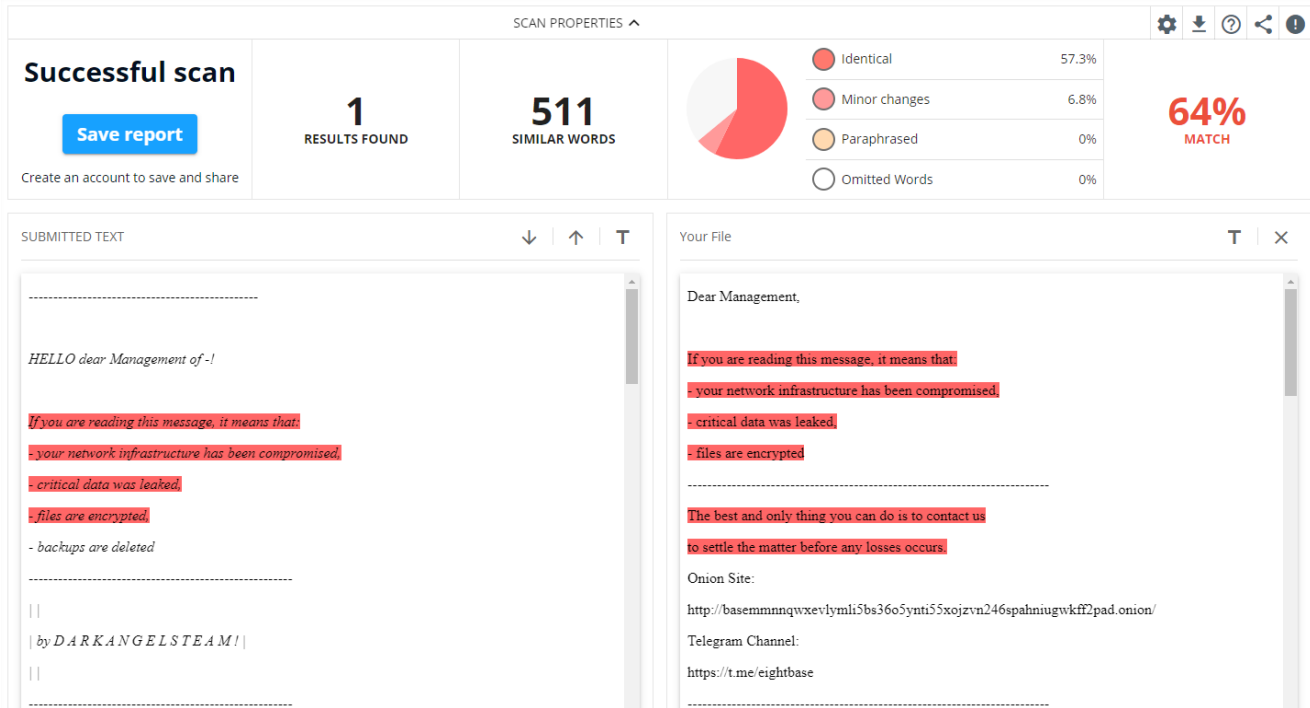 SCAN PROPERTIES
Successful scan
Save report
Create an account to save and share
1
RESULTS FOUND
511
SIMILAR WORDS
Identical 57.3%
Minor changes 6.8%
Paraphrased 0%
Omitted Words 0%
64%
MATCH
SUBMITTED TEXT
T
----------------------------------------------
HELLO dear Management of -!
If you are reading this message, it means that:
- your network infrastructure has been compromised,
- critical data was leaked,
- files are encrypted,
- backups are deleted
-----------------------------------------------------
| |
| by D A R K A N G E L S T E A M ! |
| |
-----------------------------------------------------
Your File
T
Dear Management,
If you are reading this message, it means that:
- your network infrastructure has been compromised,
- critical data was leaked,
- files are encrypted
-------------------------------------------------------------------------
The best and only thing you can do is to contact us
to settle the matter before any losses occurs.
Onion Site:
http://basemmnnqwxevlymli5bs36o5ynti55xojzvn246spahniugwkff2pad.onion/
Telegram Channel:
https://t.me/eightbase
-------------------------------------------------------------------------